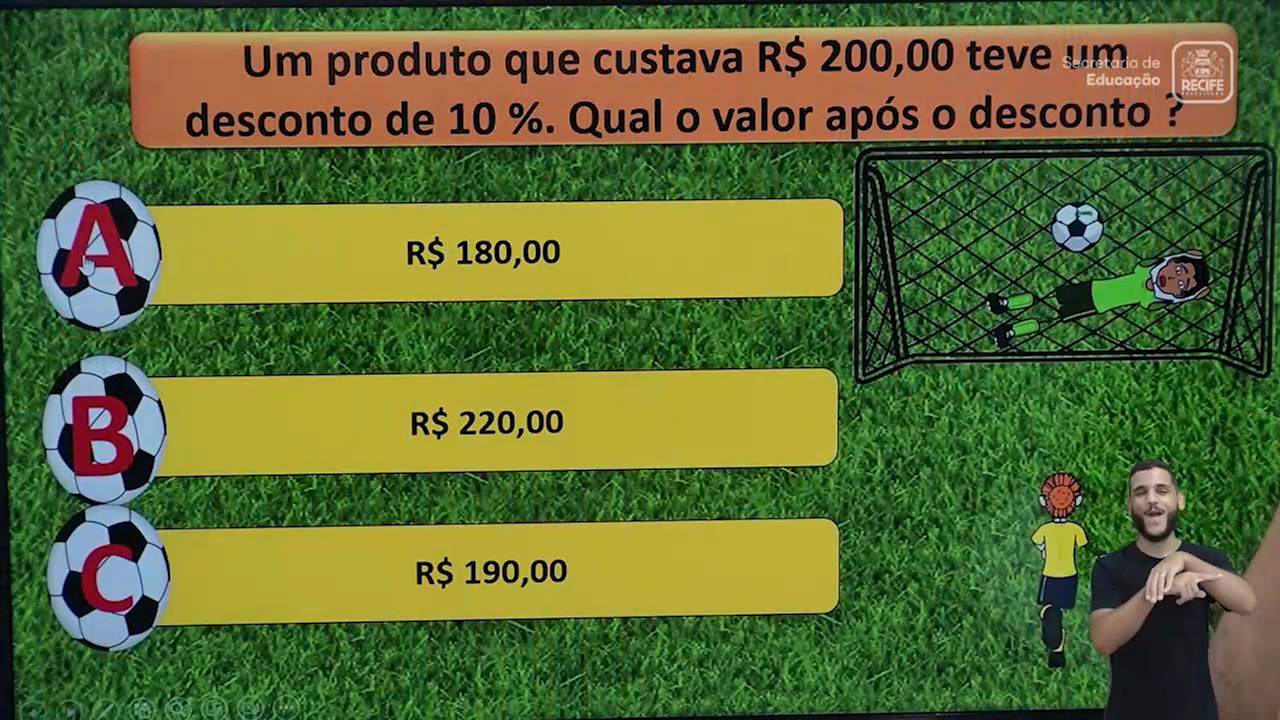 Um produto que custava R$ 200,00 teve um
desconto de 10 %. Qual o valor após o desconto ?
Secretaria de
Educação
RECIFE
A
R$ 180,00
B
R$ 220,00
C
R$ 190,00